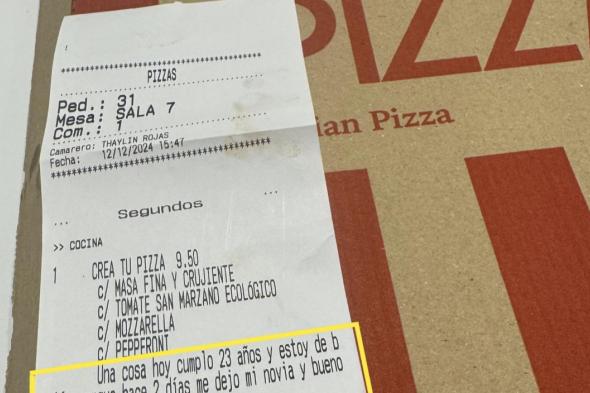 PIZZ
ian Pizza
************************************
PIZZAS
Ped.: 31
Mesa: SALA 7
Com.: 1
Camarero: THAYLIN ROJAS
Fecha: 12/12/2024 15:47
************************************
... Segundos ...
>> COCINA
1 CREA TU PIZZA 9.50
c/ MASA FINA Y CRUJIENTE
c/ TOMATE SAN MARZANO ECOLÓGICO
c/ MOZZARELLA
c/ PEPPERONI
Una cosa hoy cumplo 23 años y estoy de b
hace 2 días me dejo mi novia y bueno